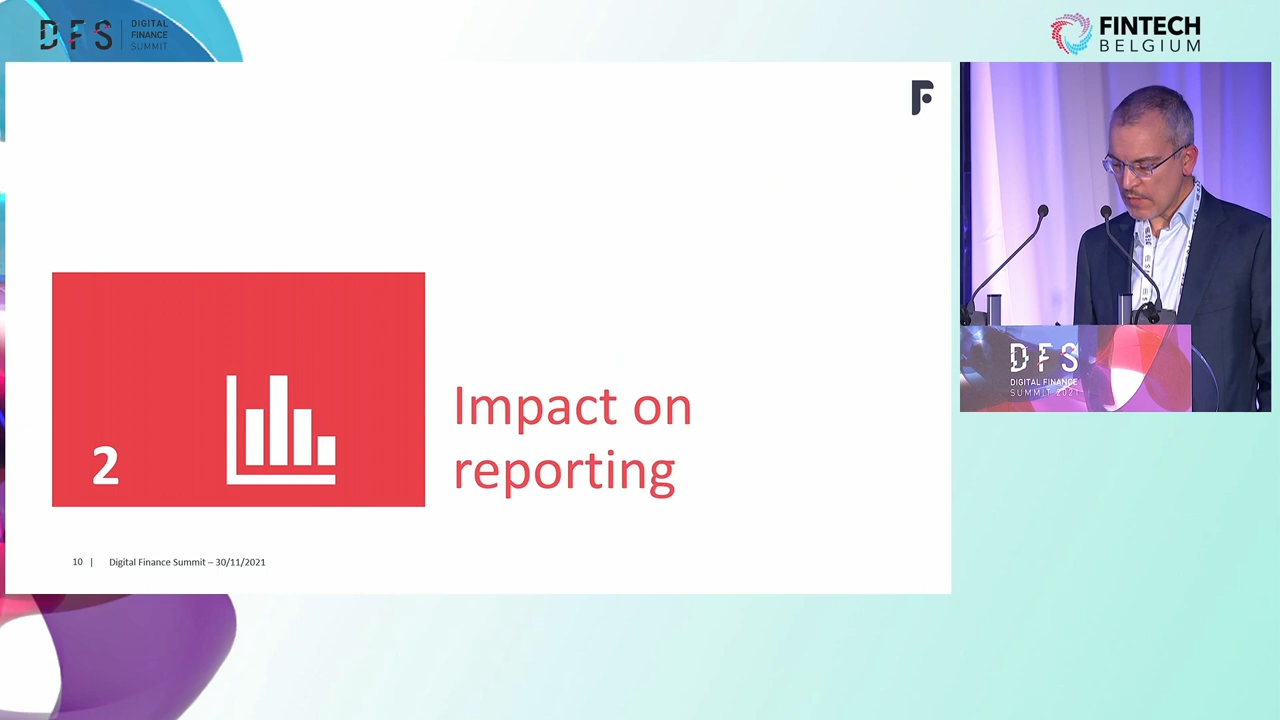 DFS
DIGITAL
FINANCE
SUMMIT
FINTECH
BELGIUM
F
2
Impact on
reporting
10 | Digital Finance Summit – 30/11/2021
DFS
DIGITAL FINANCE
SUMMIT 2021